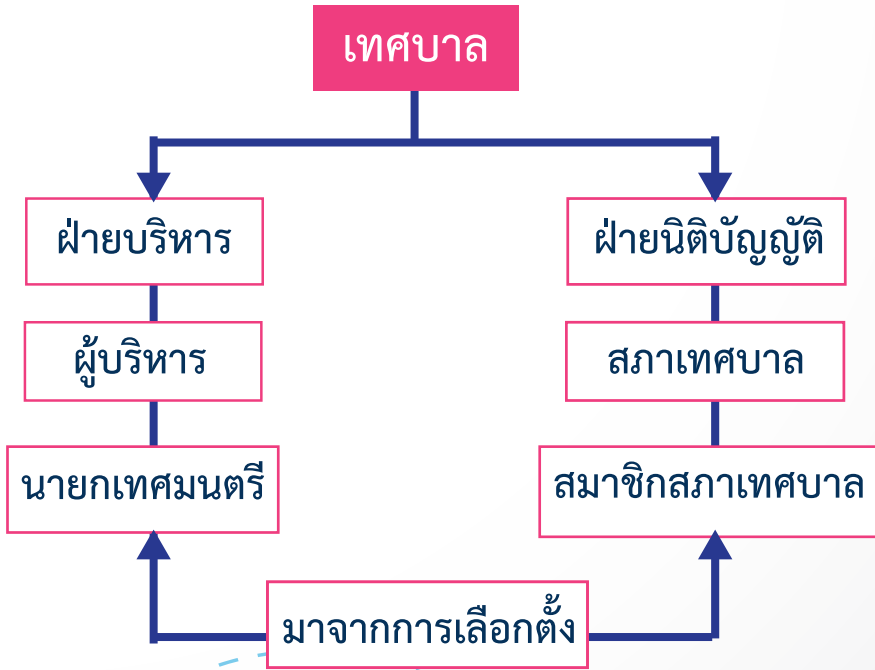 เทศบาล
ฝ่ายบริหาร
ฝ่ายนิติบัญญัติ
ผู้บริหาร
สภาเทศบาล
นายกเทศมนตรี
สมาชิกสภาเทศบาล
มาจากการเลือกตั้ง